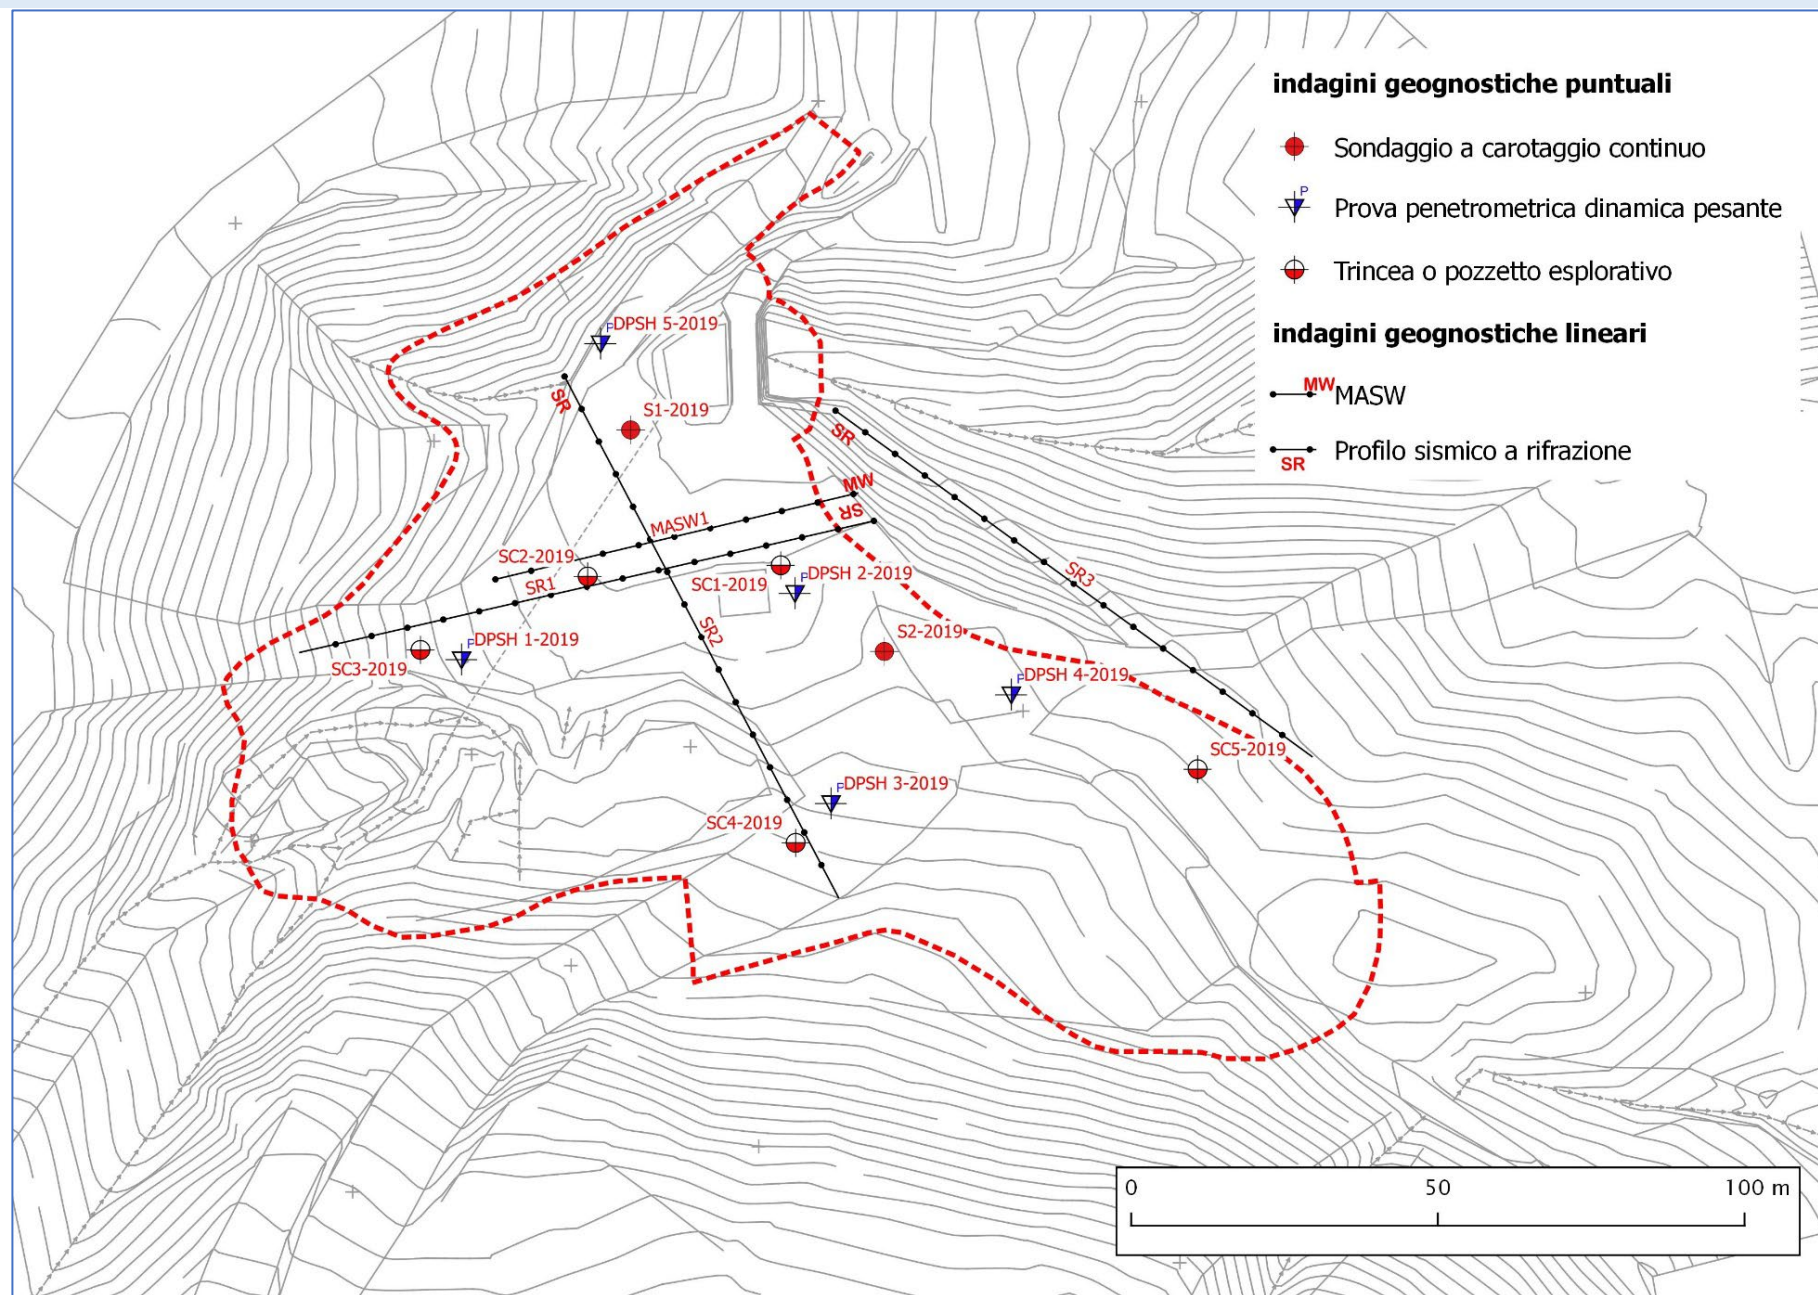 indagini geognostiche puntuali
Sondaggio a carotaggio continuo
P
Prova penetrometrica dinamica pesante
Trincea o pozzetto esplorativo
indagini geognostiche lineari
MW
MASW
SR
Profilo sismico a rifrazione
DPSH 5-2019
SR
S1-2019
SR
MW
SR
MASW1
SC2-2019
SR1
SC1-2019
P
DPSH 2-2019
SR3
DPSH 1-2019
SC3-2019
SR2
S2-2019
DPSH 4-2019
SC5-2019
DPSH 3-2019
SC4-2019
0 50 100 m